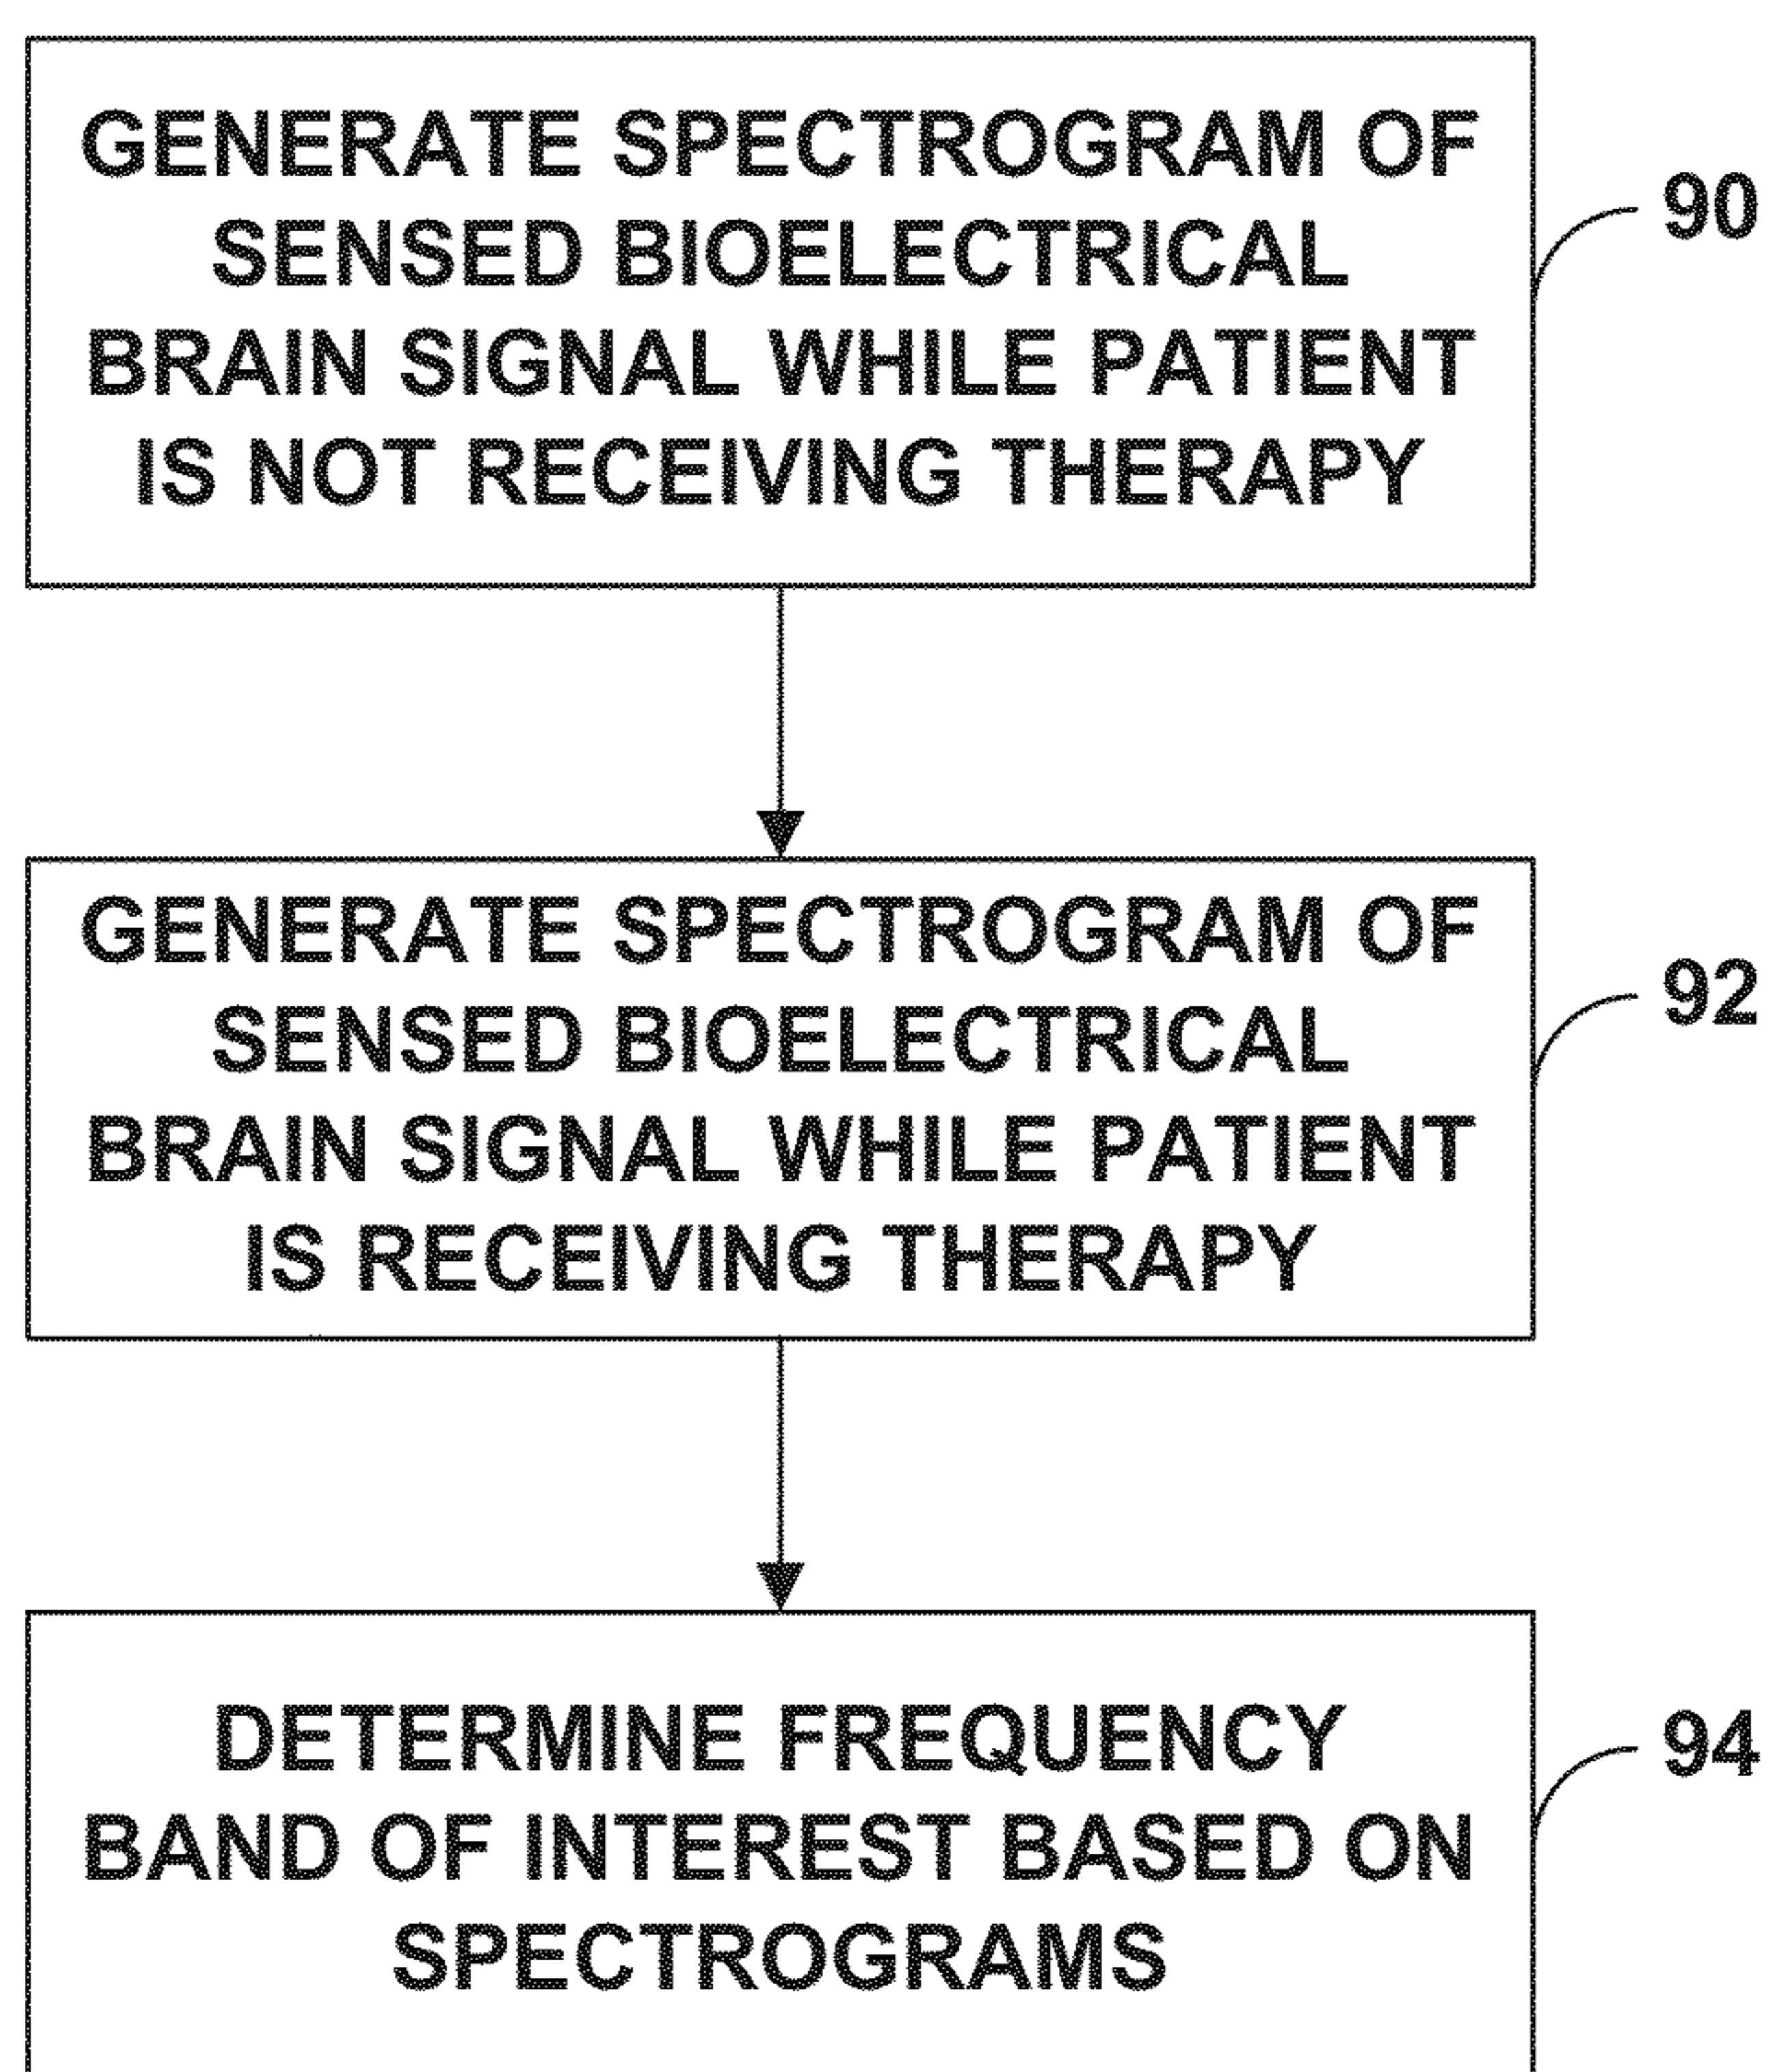 GENERATE SPECTROGRAM OF
SENSED BIOELECTRICAL
BRAIN SIGNAL WHILE PATIENT
IS NOT RECEIVING THERAPY
90
GENERATE SPECTROGRAM OF
SENSED BIOELECTRICAL
BRAIN SIGNAL WHILE PATIENT
IS RECEIVING THERAPY
92
DETERMINE FREQUENCY
BAND OF INTEREST BASED ON
SPECTROGRAMS
94